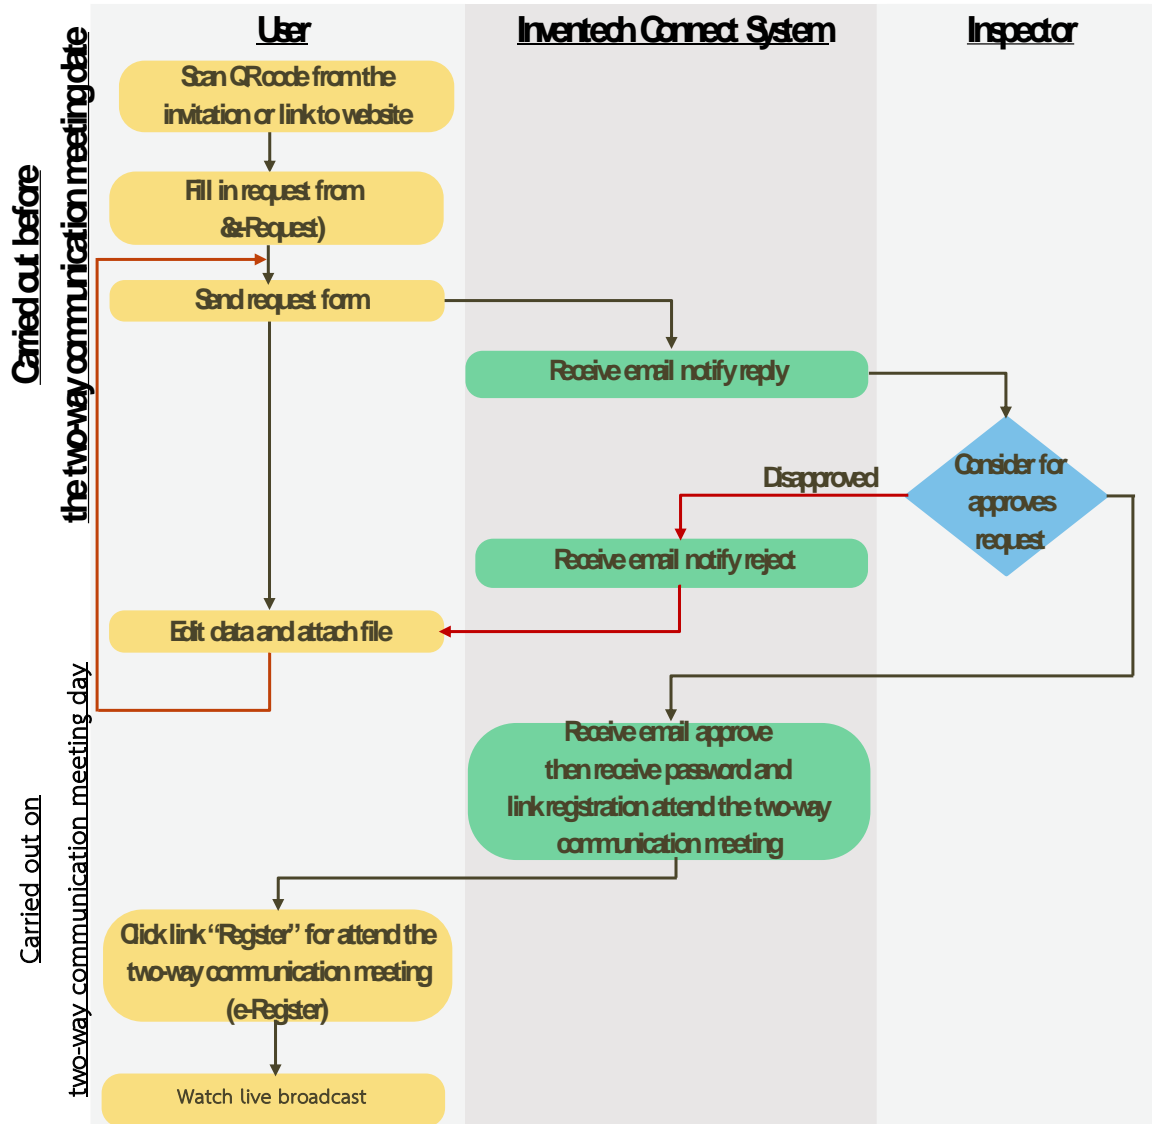 User
Inventech Connect System
Inspector
Carried out before
the two-way communication meeting date
Scan QR code from the
invitation or link to website
Fill in request from
Send request form
Receive email notify reply
Consider for
approves
request
Disapproved
Receive email notify reject
Edit data and attach file
Carried out on
two-way communication meeting day
Receive email approve
then receive password and
link registration attend the two-way
communication meeting
Click link “Register” for attend the
two-way communication meeting
(e-Register)
Watch live broadcast